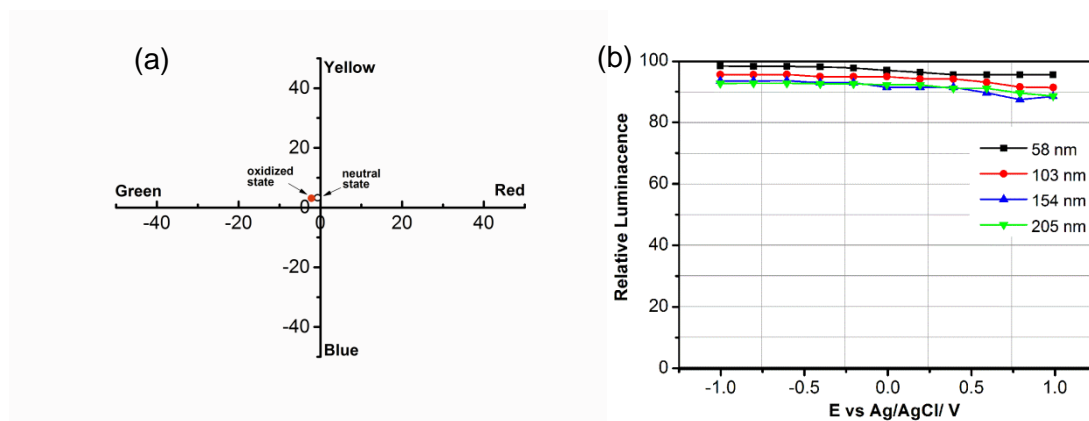 (a)
Yellow
40
20
oxidized
state
neutral
state
Green
Red
0
-40
-20
0
20
40
-20
-40
Blue
(b)
100
80
60
40
20
0
Relative Luminacence
58 nm
103 nm
154 nm
205 nm
-1.0
-0.5
0.0
0.5
1.0
E vs Ag/AgCl/ V